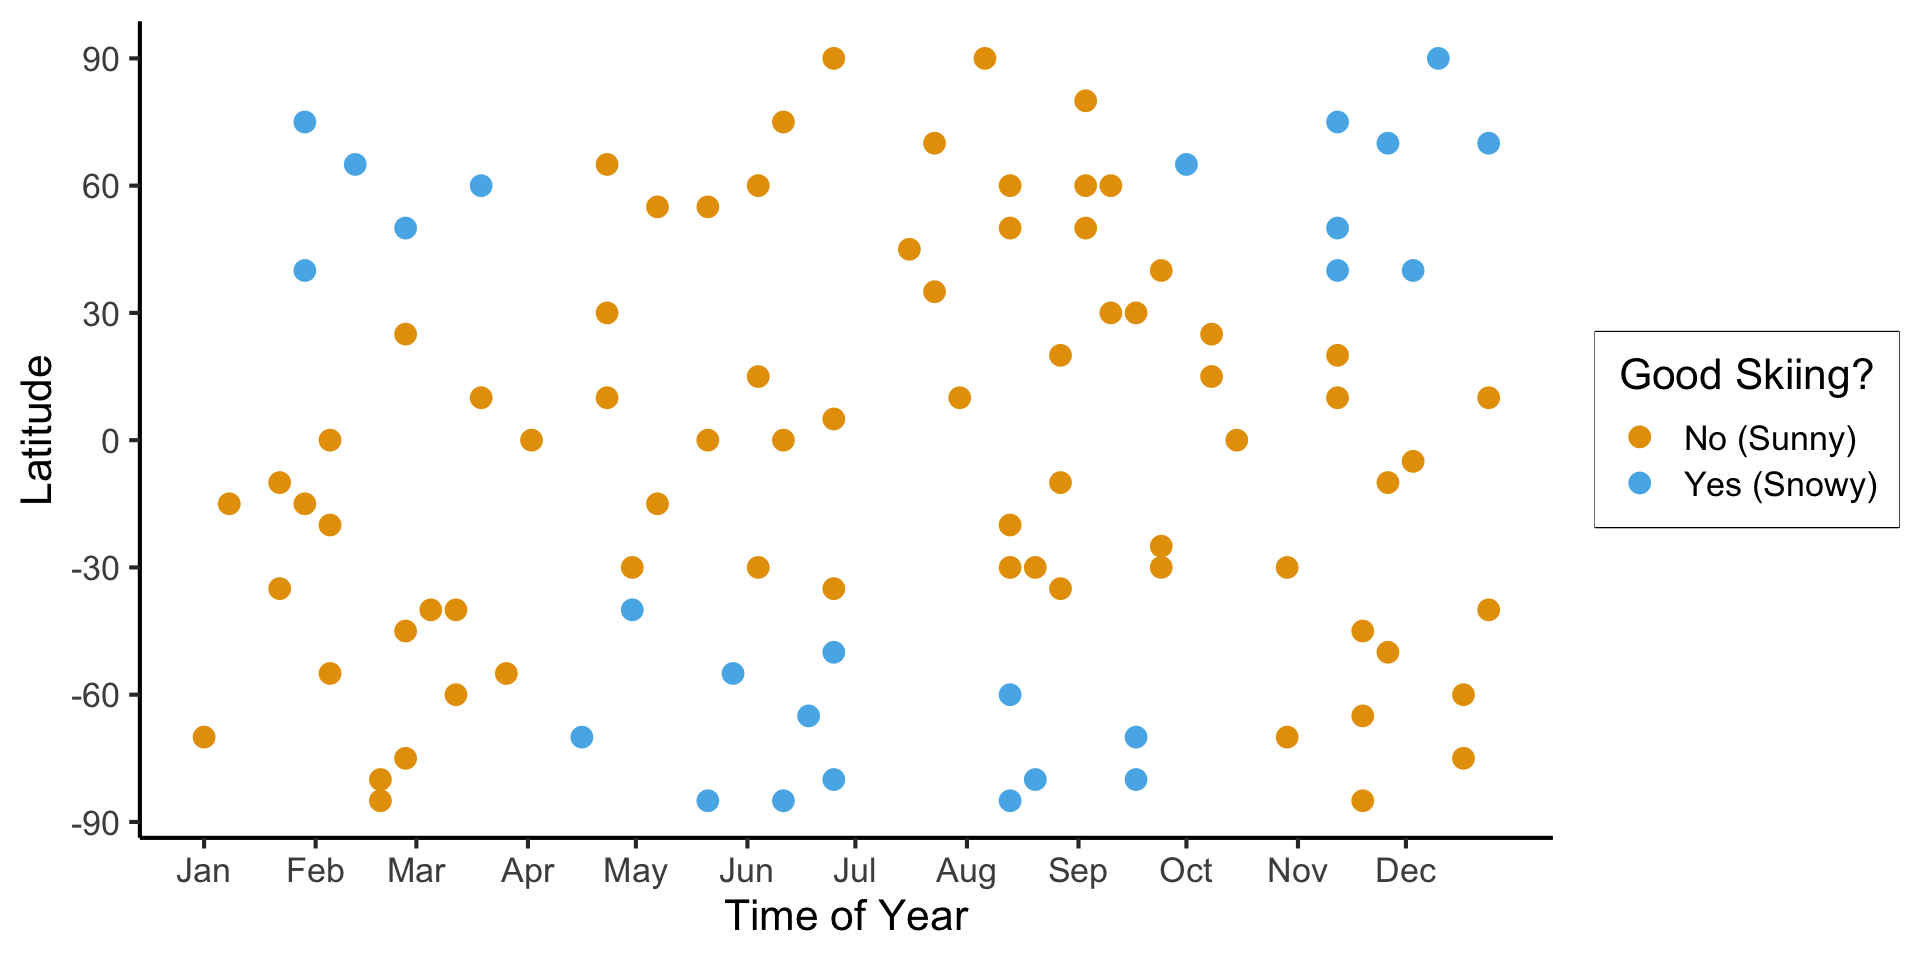 90
60
30
0
-30
-60
-90
Latitude
Jan Feb Mar Apr May Jun Jul Aug Sep Oct Nov Dec
Time of Year
Good Skiing?
No (Sunny)
Yes (Snowy)